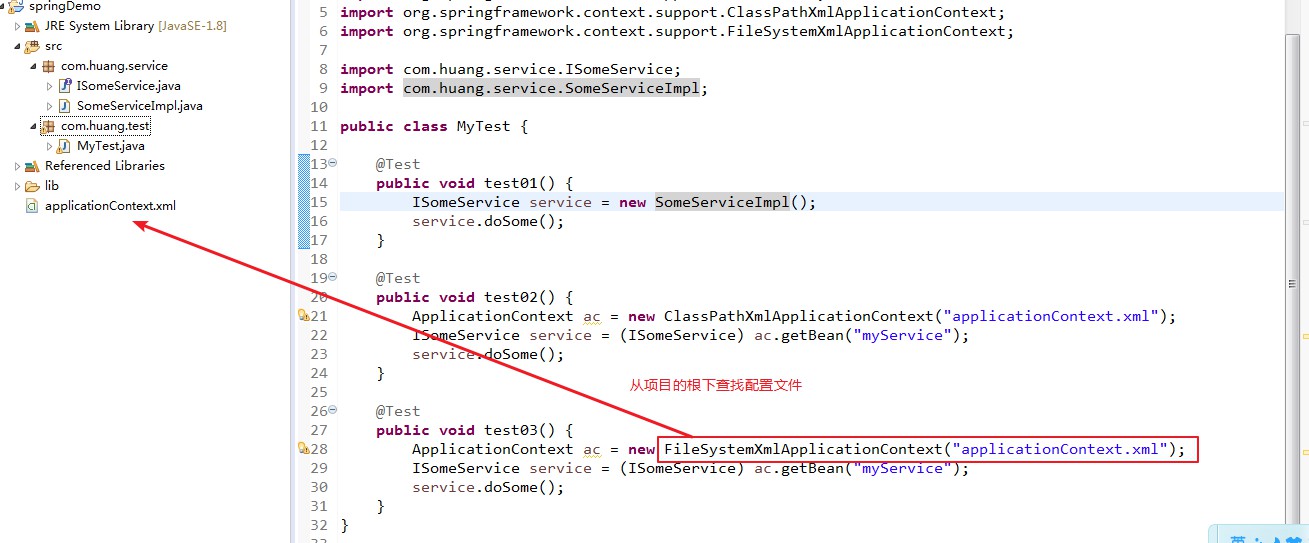 springDemo
JRE System Library [JavaSE-1.8]
src
com.huang.service
ISomeService.java
SomeServiceImpl.java
com.huang.test
MyTest.java
Referenced Libraries
lib
applicationContext.xml
5 import org.springframework.context.support.ClassPathXmlApplicationContext;
6 import org.springframework.context.support.FileSystemXmlApplicationContext;
7
8 import com.huang.service.ISomeService;
9 import com.huang.service.SomeServiceImpl;
10
11 public class MyTest {
12
13 @Test
14 public void test01() {
15 ISomeService service = new SomeServiceImpl();
16 service.doSome();
17 }
18
19 @Test
20 public void test02() {
21 ApplicationContext ac = new ClassPathXmlApplicationContext("applicationContext.xml");
22 ISomeService service = (ISomeService) ac.getBean("myService");
23 service.doSome();
24 }
25
从项目的根下查找配置文件
26 @Test
27 public void test03() {
28 ApplicationContext ac = new FileSystemXmlApplicationContext("applicationContext.xml");
29 ISomeService service = (ISomeService) ac.getBean("myService");
30 service.doSome();
31 }
32 }